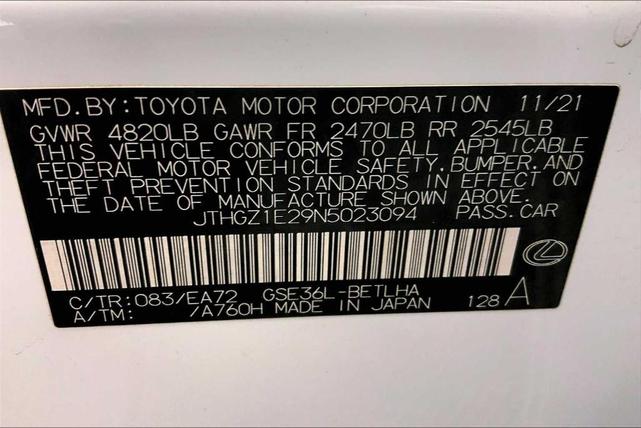 MFD.BY:TOYOTA MOTOR CORPORATION 11/21
GVWR 4820LB GAWR FR 2470LB RR 2545LB
THIS VEHICLE CONFORMS TO ALL APPLICABLE
FEDERAL MOTOR VEHICLE SAFETY,BUMPER,AND
THEFT PREVENTION STANDARDS IN EFFECT ON
THE DATE OF MANUFACTURE SHOWN ABOVE.
JTHGZ1E29N5023094 PASS.CAR
C/TR:083/EA72 GSE36L-BETLHA
A/TM: /A760H MADE IN JAPAN 128 A